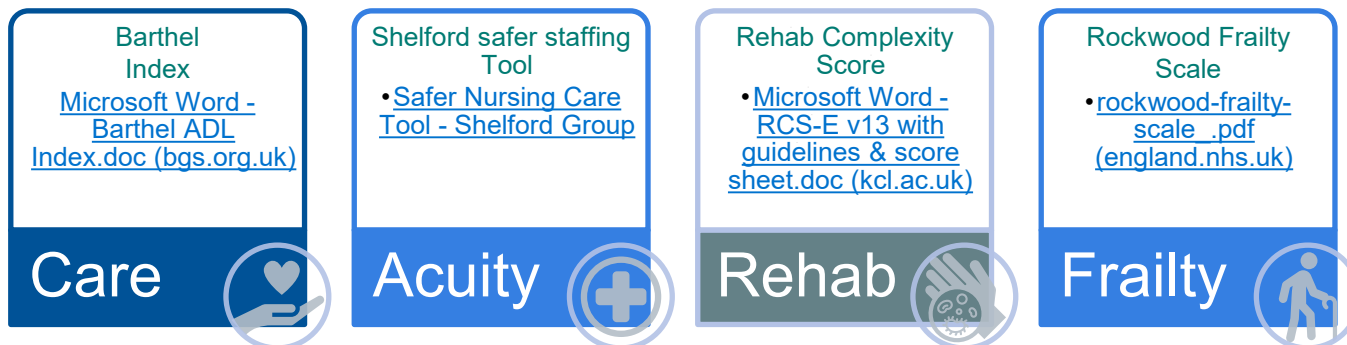 Barthel
Index
Microsoft Word -
Barthel ADL
Index.doc (bgs.org.uk)
Care
Shelford safer staffing
Tool
•Safer Nursing Care
Tool - Shelford Group
Acuity
Rehab Complexity
Score
•Microsoft Word -
RCS-E v13 with
guidelines & score
sheet.doc (kcl.ac.uk)
Rehab
Rockwood Frailty
Scale
•rockwood-frailty-
scale_.pdf
(england.nhs.uk)
Frailty